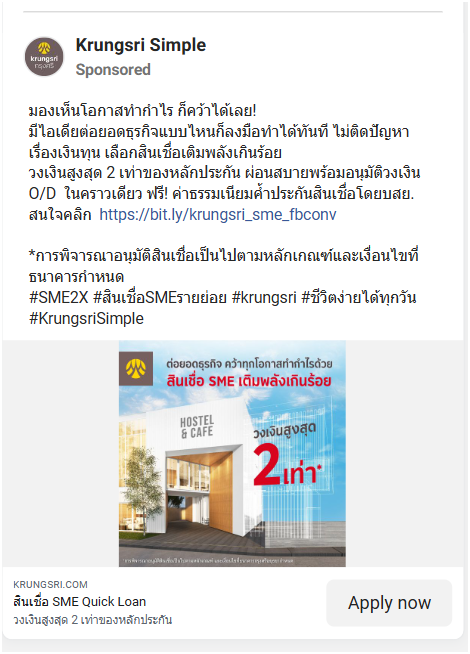 Krungsri Simple
Sponsored
krungsri
กรุงศรี
มองเห็นโอกาสทำกำไร ก็คว้าได้เลย!
มีไอเดียต่อยอดธุรกิจแบบไหนก็ลงมือทำได้ทันที ไม่ติดปัญหา
เรื่องเงินทุน เลือกสินเชื่อเติมพลังเกินร้อย
วงเงินสูงสุด 2 เท่าของหลักประกัน ผ่อนสบายพร้อมอนุมัติวงเงิน
O/D ในคราวเดียว ฟรี! ค่าธรรมเนียมค้ำประกันสินเชื่อโดยบสย.
สนใจคลิก https://bit.ly/krungsri_sme_fbconv
*การพิจารณาอนุมัติสินเชื่อเป็นไปตามหลักเกณฑ์และเงื่อนไขที่
ธนาคารกำหนด
#SME2X #สินเชื่อSMEรายย่อย #krungsri #ชีวิตง่ายได้ทุกวัน
#KrungsriSimple
ต่อยอดธุรกิจ คว้าทุกโอกาสทำกำไรด้วย
สินเชื่อ SME เติมพลังเกินร้อย
HOSTEL
& CAFE
วงเงินสูงสุด
2เท่า*
KRUNGSRI.COM
สินเชื่อ SME Quick Loan
วงเงินสูงสุด 2 เท่าของหลักประกัน
Apply now